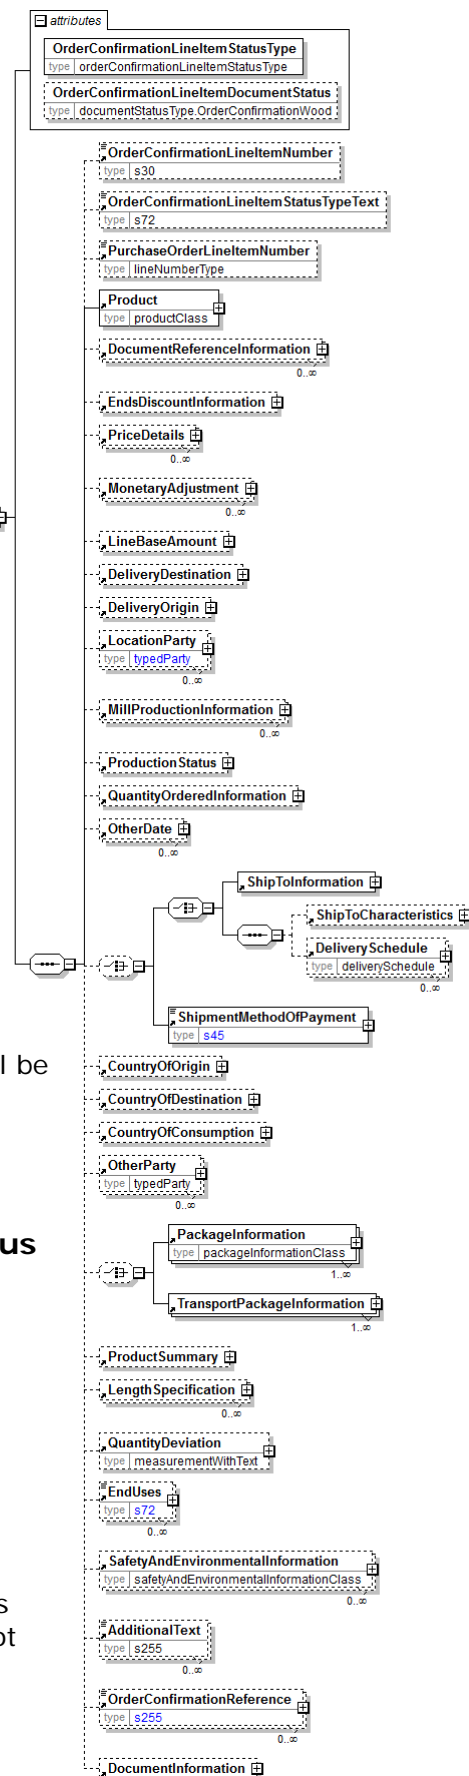 attributes
OrderConfirmationLineItemStatusType
type orderConfirmationLineItemStatusType
OrderConfirmationLineItemDocumentStatus
type documentStatusType.OrderConfirmationWood
OrderConfirmationLineItemNumber
type s30
OrderConfirmationLineItemStatusTypeText
type s72
PurchaseOrderLineItemNumber
type lineNumberType
Product
type productClass
DocumentReferenceInformation
0..∞
EndsDiscountInformation
PriceDetails
0..∞
MonetaryAdjustment
0..∞
LineBaseAmount
DeliveryDestination
DeliveryOrigin
LocationParty
type typedParty
0..∞
MillProductionInformation
0..∞
ProductionStatus
QuantityOrderedInformation
OtherDate
0..∞
ShipToInformation
ShipToCharacteristics
DeliverySchedule
type deliverySchedule
0..∞
ShipmentMethodOfPayment
type s45
l be
CountryOfOrigin
CountryOfDestination
CountryOfConsumption
OtherParty
type typedParty
0..∞
us
PackageInformation
type packageInformationClass
1..∞
TransportPackageInformation
1..∞
ProductSummary
LengthSpecification
0..∞
QuantityDeviation
type measurementWithText
EndUses
type s72
0..∞
SafetyAndEnvironmentalInformation
type safetyAndEnvironmentalInformationClass
0..∞
s
AdditionalText
ot
type s255
0..∞
OrderConfirmationReference
type s255
0..∞
DocumentInformation